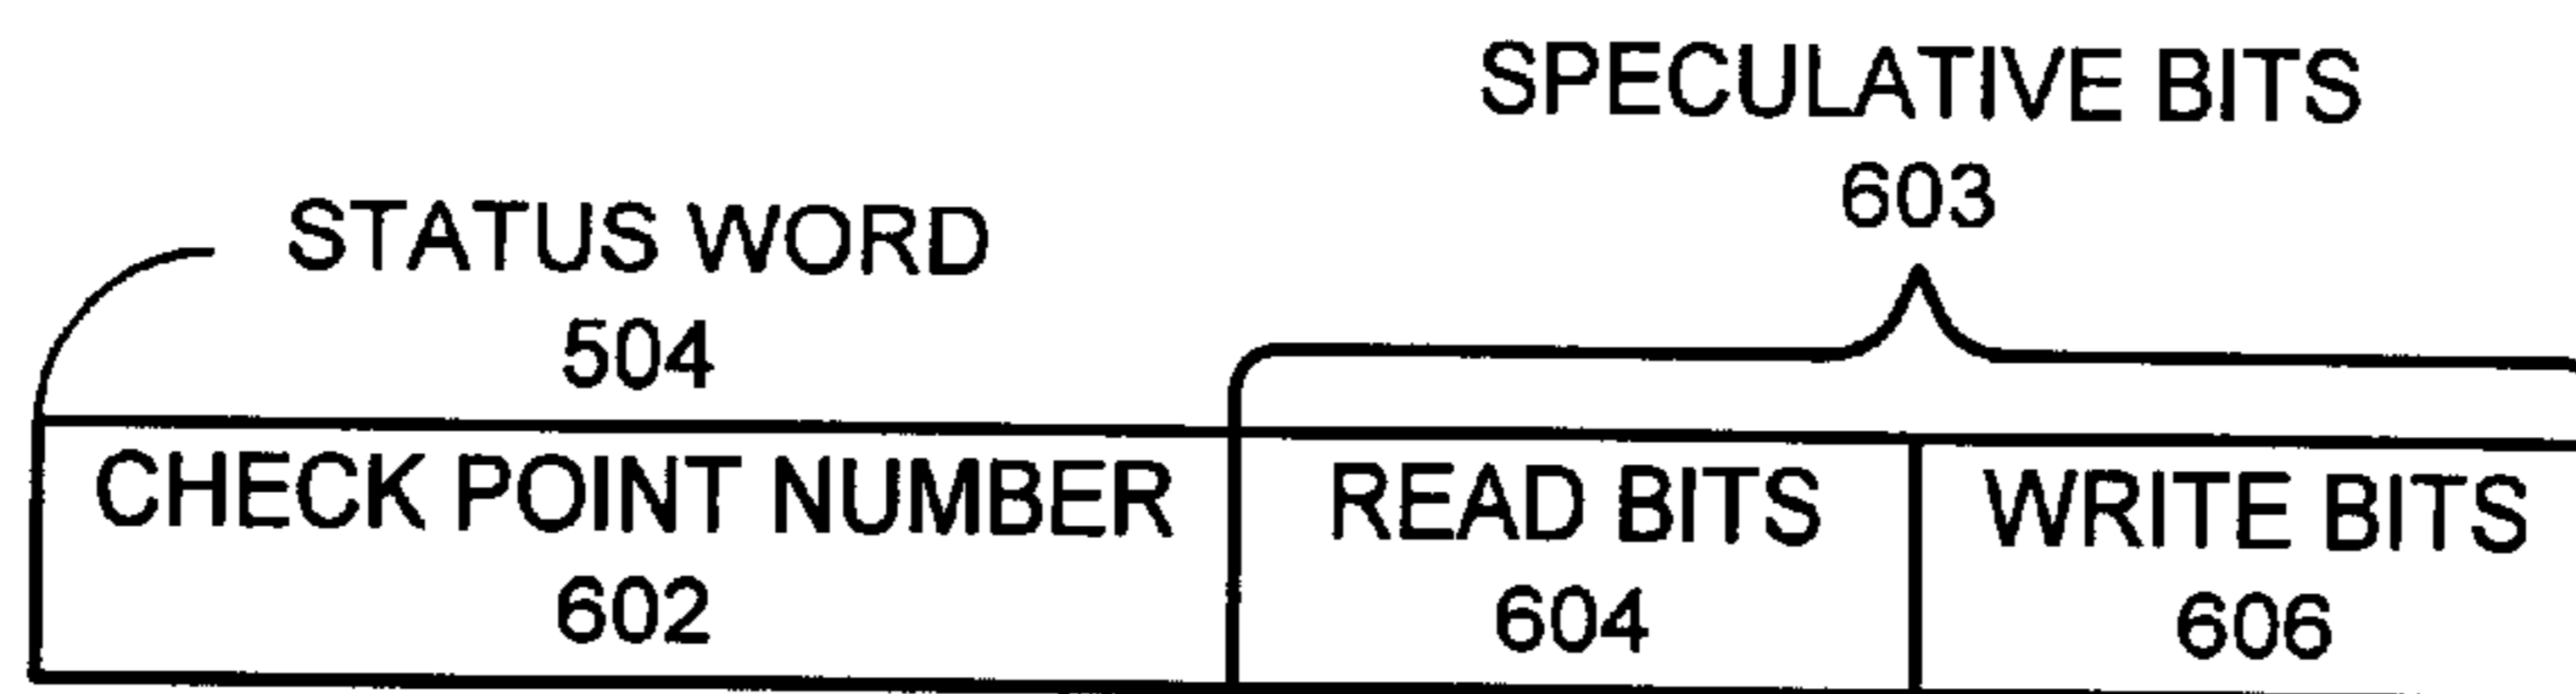 SPECULATIVE BITS
603
STATUS WORD
504
CHECK POINT NUMBER
602
READ BITS
604
WRITE BITS
606